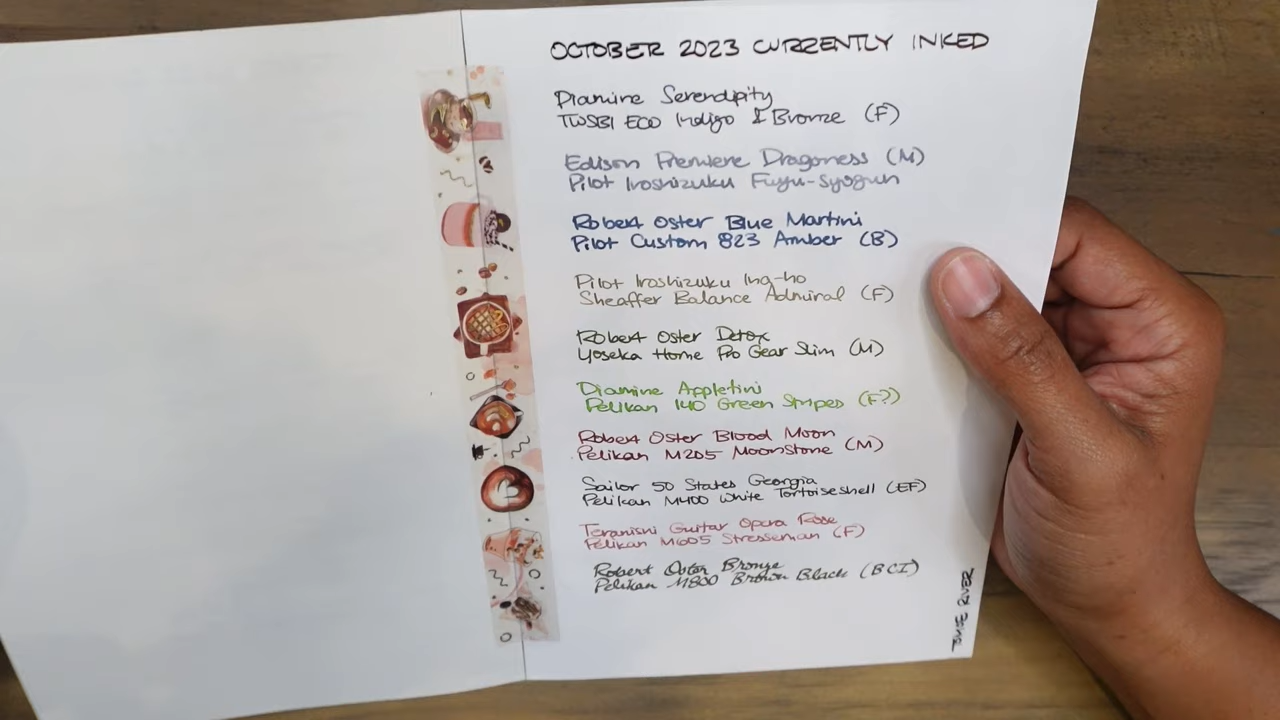 OCTOBER 2023 CURRENTLY INKED
Diamine Serendipity
TWSBI ECO Indigo & Bronze (F)
Edison Premiere Dragoness (M)
Pilot Iroshizuku Fuyu-Syogun
Robert Oster Blue Martini
Pilot Custom 823 Amber (B)
Pilot Iroshizuku Ina-ho
Sheaffer Balance Admiral (F)
Robert Oster Detox
Yoseka Home Pro Gear Slim (M)
Diamine Appletini
Pelikan 140 Green Stripes (F?)
Robert Oster Blood Moon
Pelikan M205 MoonStone (M)
Sailor 50 States Georgia
Pelikan M400 White Tortoiseshell (EF)
Teranishi Guitar Opera Rose
Pelikan M605 Stresseman (F)
Robert Oster Bronze
Pelikan M800 Brown Black (BCI)
TOMOE RIVER